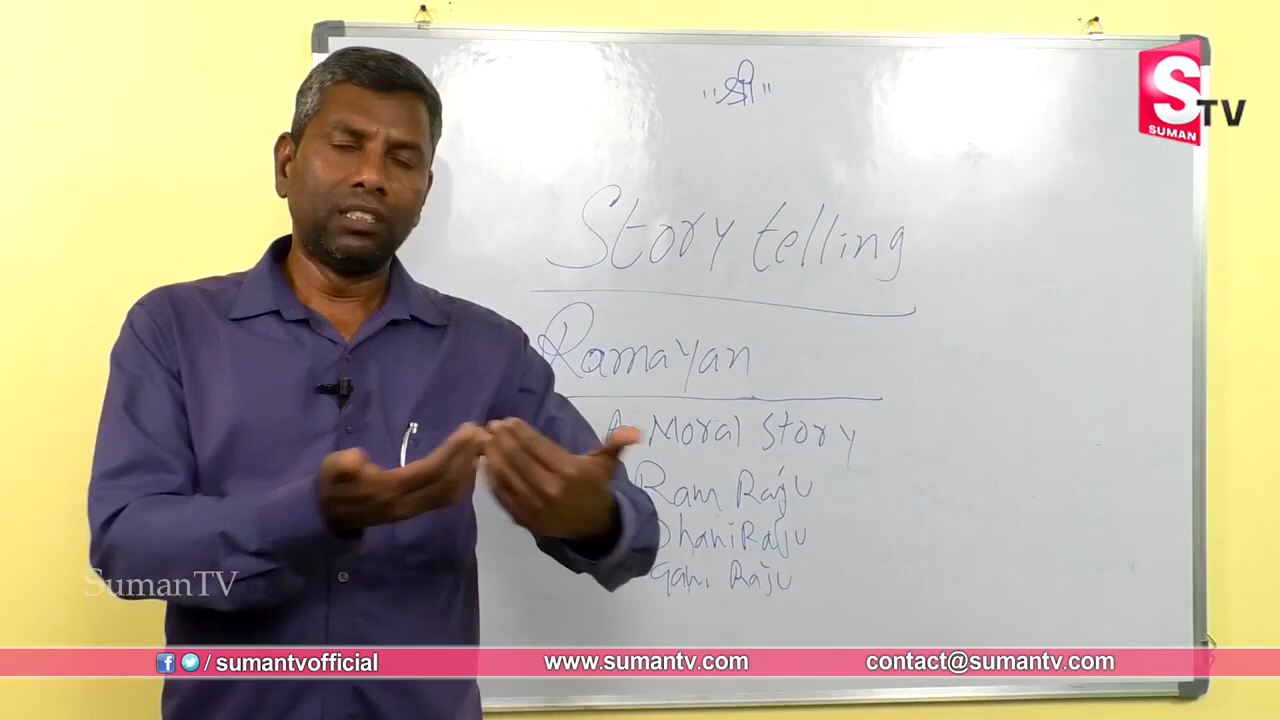 "श्री"
S TV
SUMAN
Story telling
Ramayan
A Moral Story
Ram Raju
Dhani Raju
Gani Raju
SumanTV
/ sumantvofficial
www.sumantv.com
contact@sumantv.com